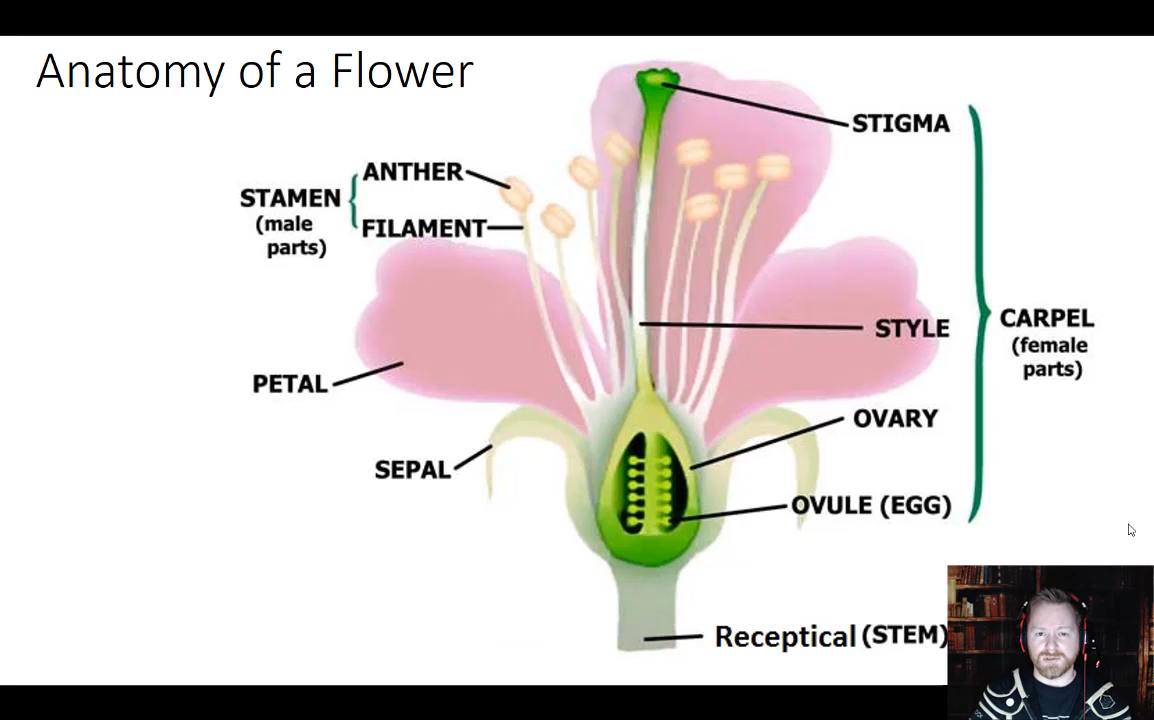 Anatomy of a Flower
STIGMA
ANTHER
STAMEN
(male
parts)
FILAMENT
CARPEL
(female
parts)
STYLE
PETAL
OVARY
SEPAL
OVULE (EGG)
Receptical (STEM)